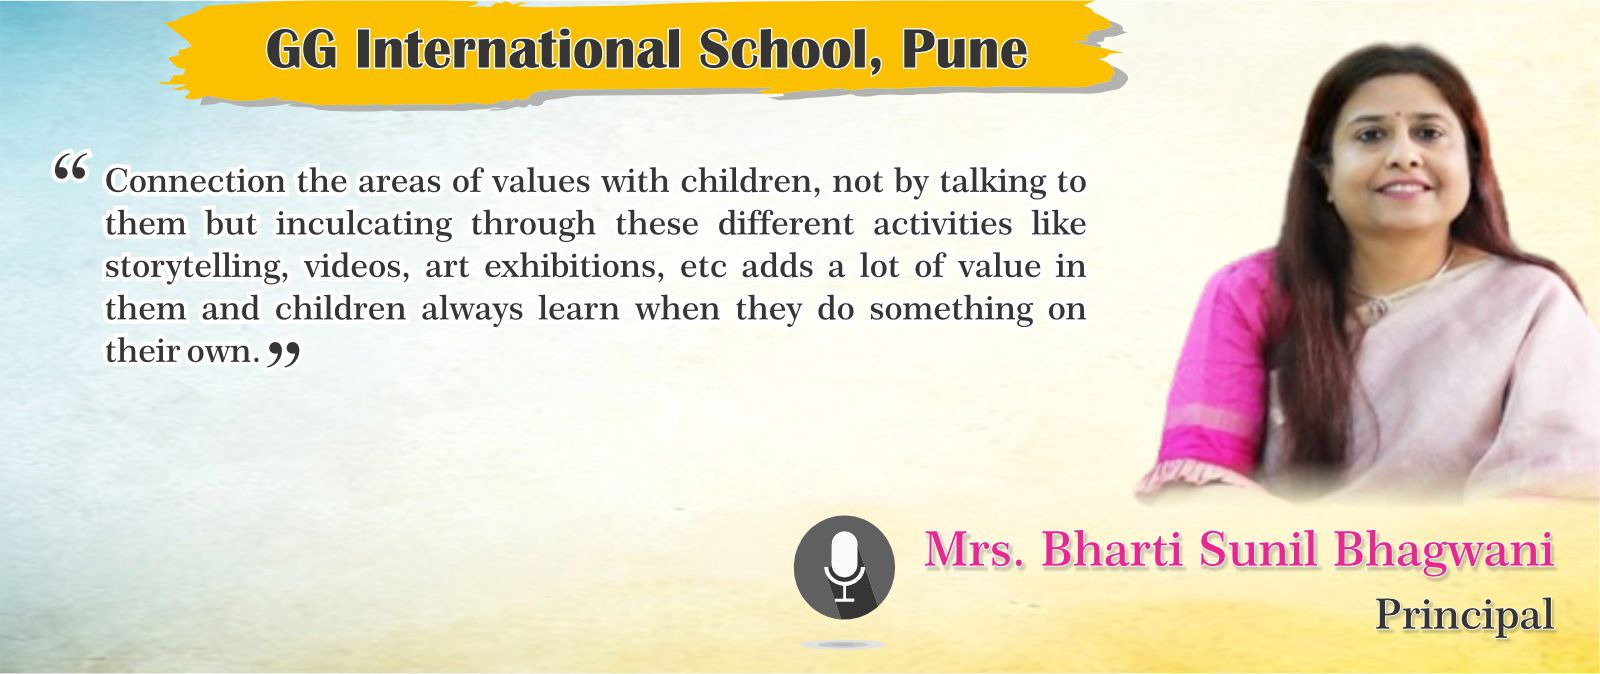 GG International School, Pune
“ Connection the areas of values with children, not by talking to
them but inculcating through these different activities like
storytelling, videos, art exhibitions, etc adds a lot of value in
them and children always learn when they do something on
their own. ”
Mrs. Bharti Sunil Bhagwani
Principal